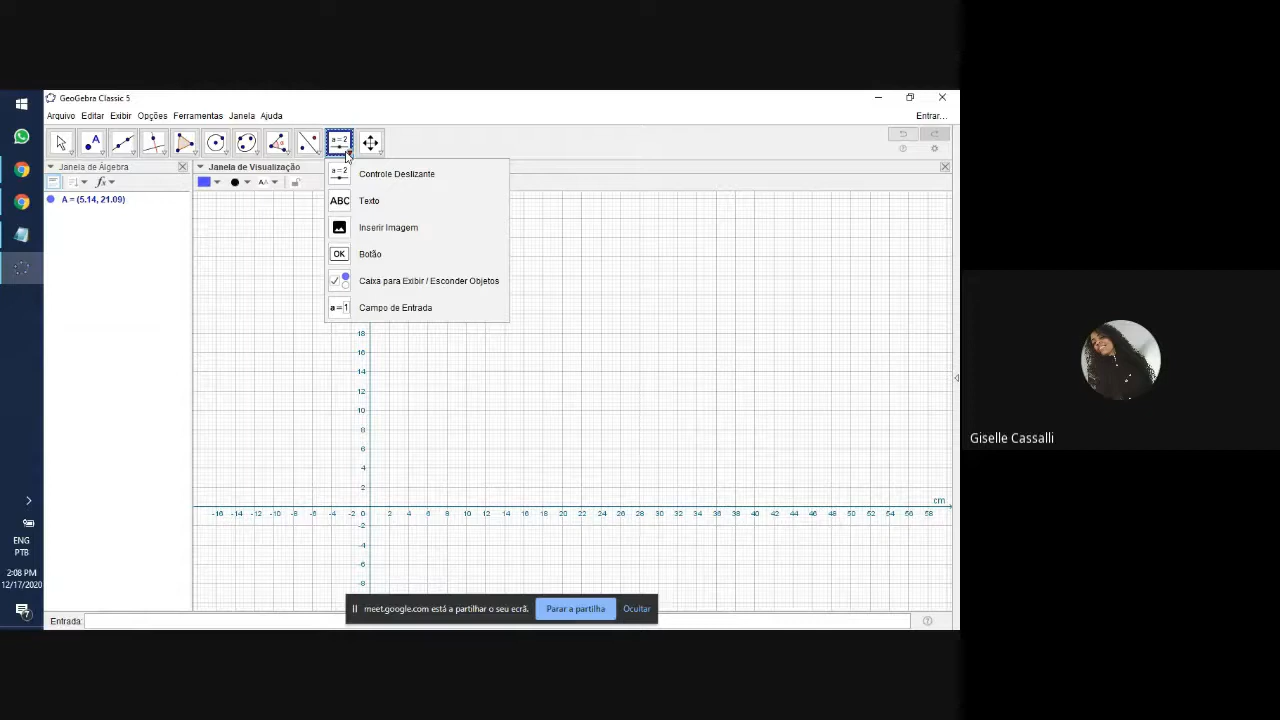 GeoGebra Classic 5
Arquivo Editar Exibir Opções Ferramentas Janela Ajuda
Entrar...
a = 2
Janela de Álgebra
Janela de Visualização
AA
A = (5.14, 21.09)
a = 2 Controle Deslizante
ABC Texto
Inserir Imagem
OK Botão
Caixa para Exibir / Esconder Objetos
a = 1 Campo de Entrada
18
16
14
12
10
8
6
4
2
cm
-16 -14 -12 -10 -8 -6 -4 -2 0 2 4 6 8 10 12 14 16 18 20 22 24 26 28 30 32 34 36 38 40 42 44 46 48 50 52 54 56 58
-2
-4
-6
-8
ENG
PTB
2:08 PM
12/17/2020
meet.google.com está a partilhar o seu ecrã. Parar a partilha Ocultar
Entrada:
Giselle Cassalli